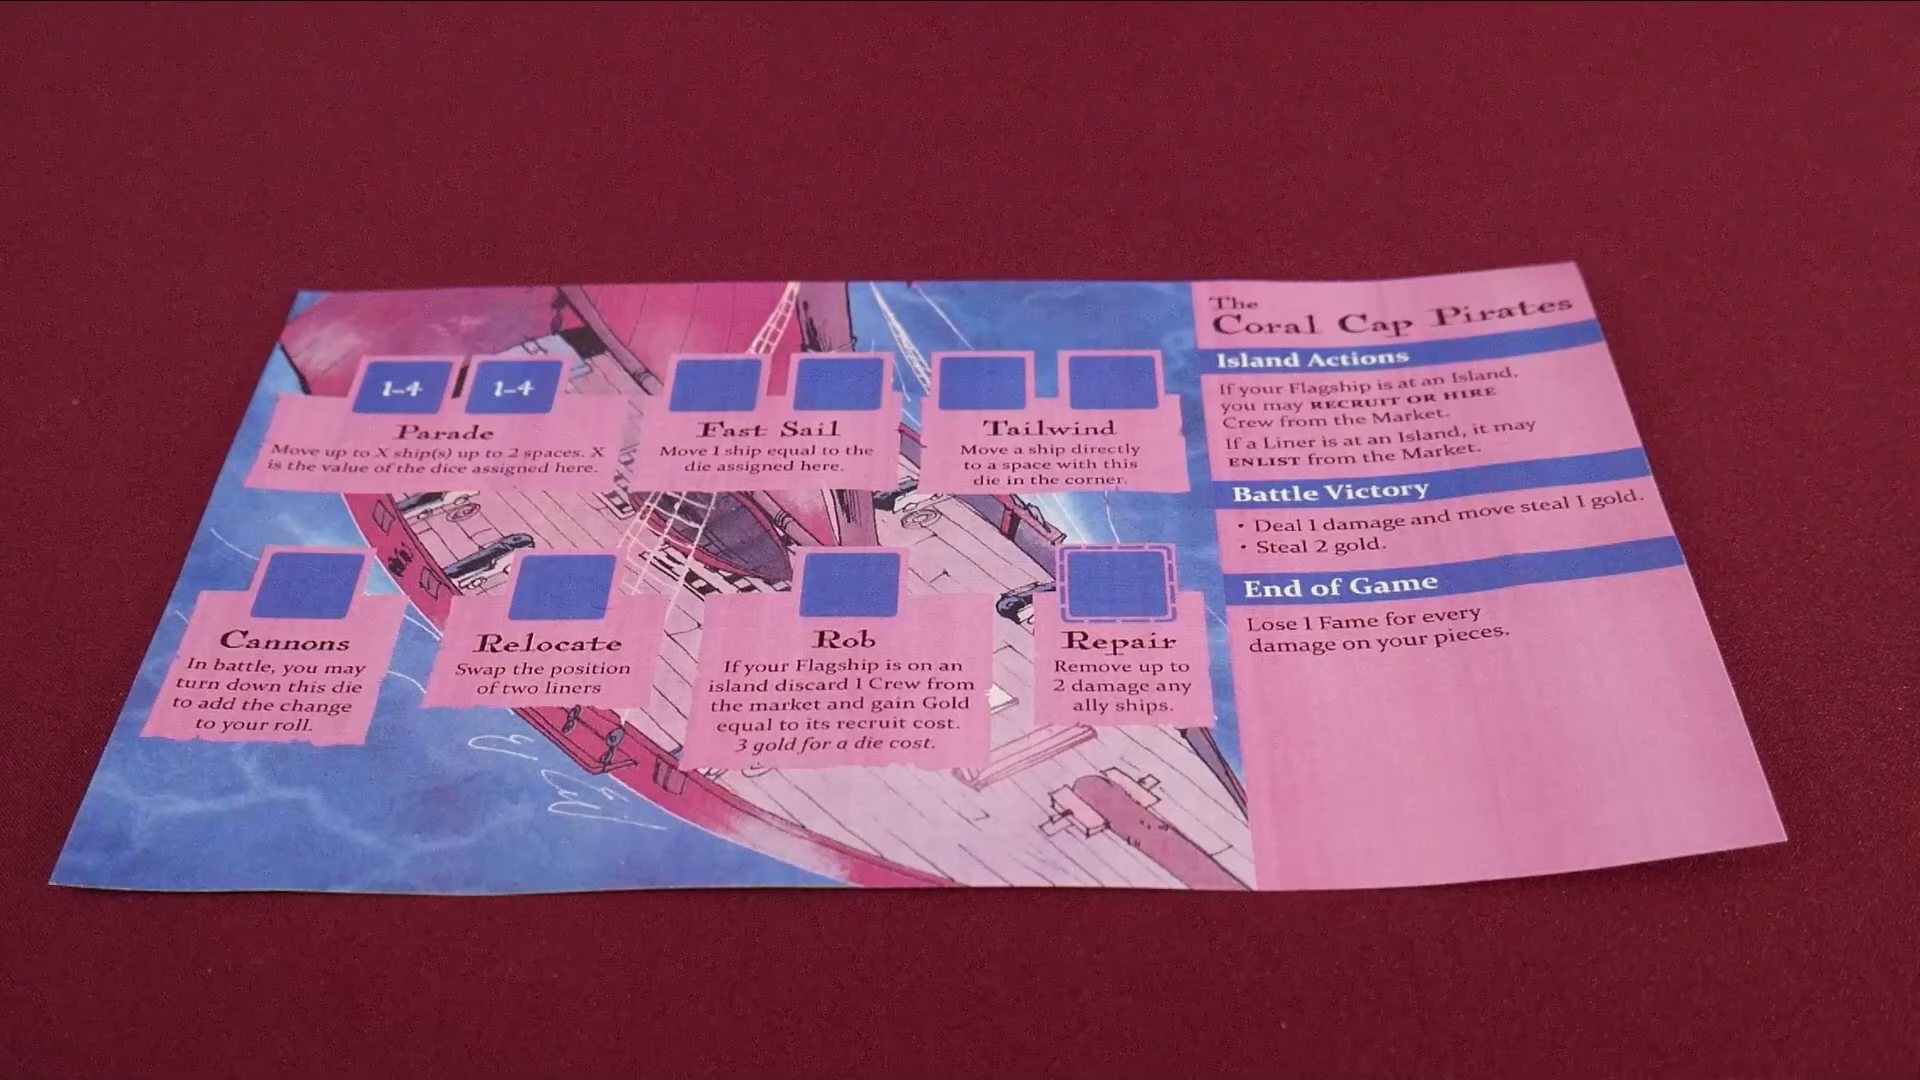 1-4 1-4
Parade
Move up to X ship(s) up to 2 spaces. X
is the value of the dice assigned here.
Fast Sail
Move 1 ship equal to the
die assigned here.
Tailwind
Move a ship directly
to a space with this
die in the corner.
Cannons
In battle, you may
turn down this die
to add the change
to your roll.
Relocate
Swap the position
of two liners
Rob
If your Flagship is on an
island discard 1 Crew from
the market and gain Gold
equal to its recruit cost.
3 gold for a die cost.
Repair
Remove up to
2 damage any
ally ships.
The
Coral Cap Pirates
Island Actions
If your Flagship is at an Island,
you may RECRUIT OR HIRE
Crew from the Market.
If a Liner is at an Island, it may
ENLIST from the Market.
Battle Victory
• Deal 1 damage and move steal 1 gold.
• Steal 2 gold.
End of Game
Lose 1 Fame for every
damage on your pieces.